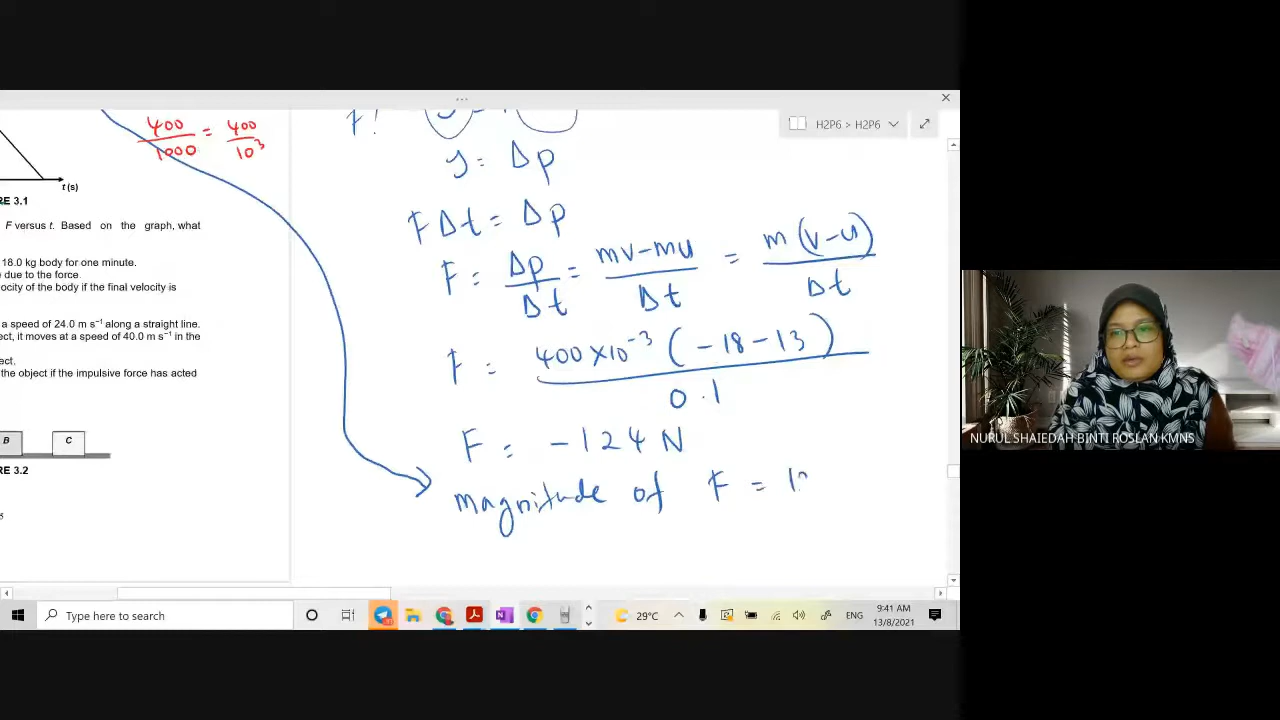 H2P6 > H2P6
400/1000 = 400/10³
t (s)
RE 3.1
F versus t. Based on the graph, what
18.0 kg body for one minute.
due to the force.
ocity of the body if the final velocity is
a speed of 24.0 m s⁻¹ along a straight line.
ect, it moves at a speed of 40.0 m s⁻¹ in the
ect.
the object if the impulsive force has acted
B C
RE 3.2
F?
J = Δp
FΔt = Δp
F = Δp/Δt = mv-mu/Δt = m(v-u)/Δt
F = 400×10⁻³ (-18-13)/0.1
F = -124 N
magnitude of F = 1
NURUL SHAIEDAH BINTI ROSLAN KMNS
Type here to search
29°C
ENG
9:41 AM
13/8/2021